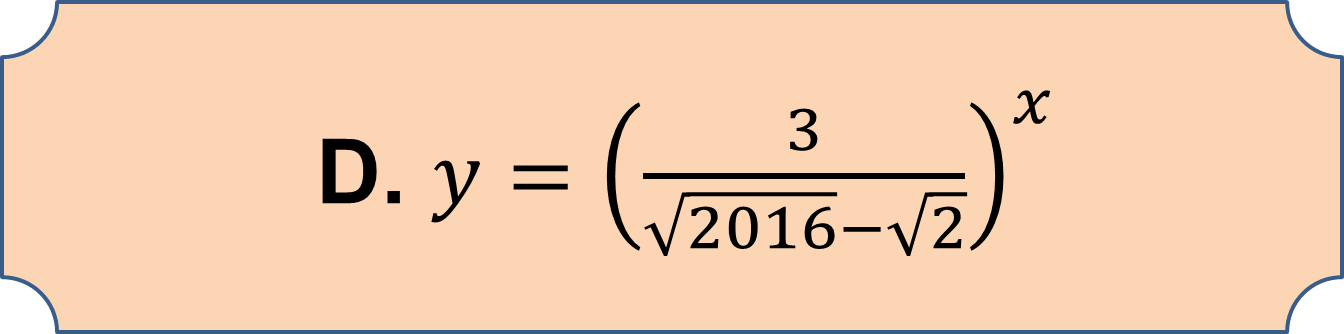 D. y = (3/(√2016−√2))^x